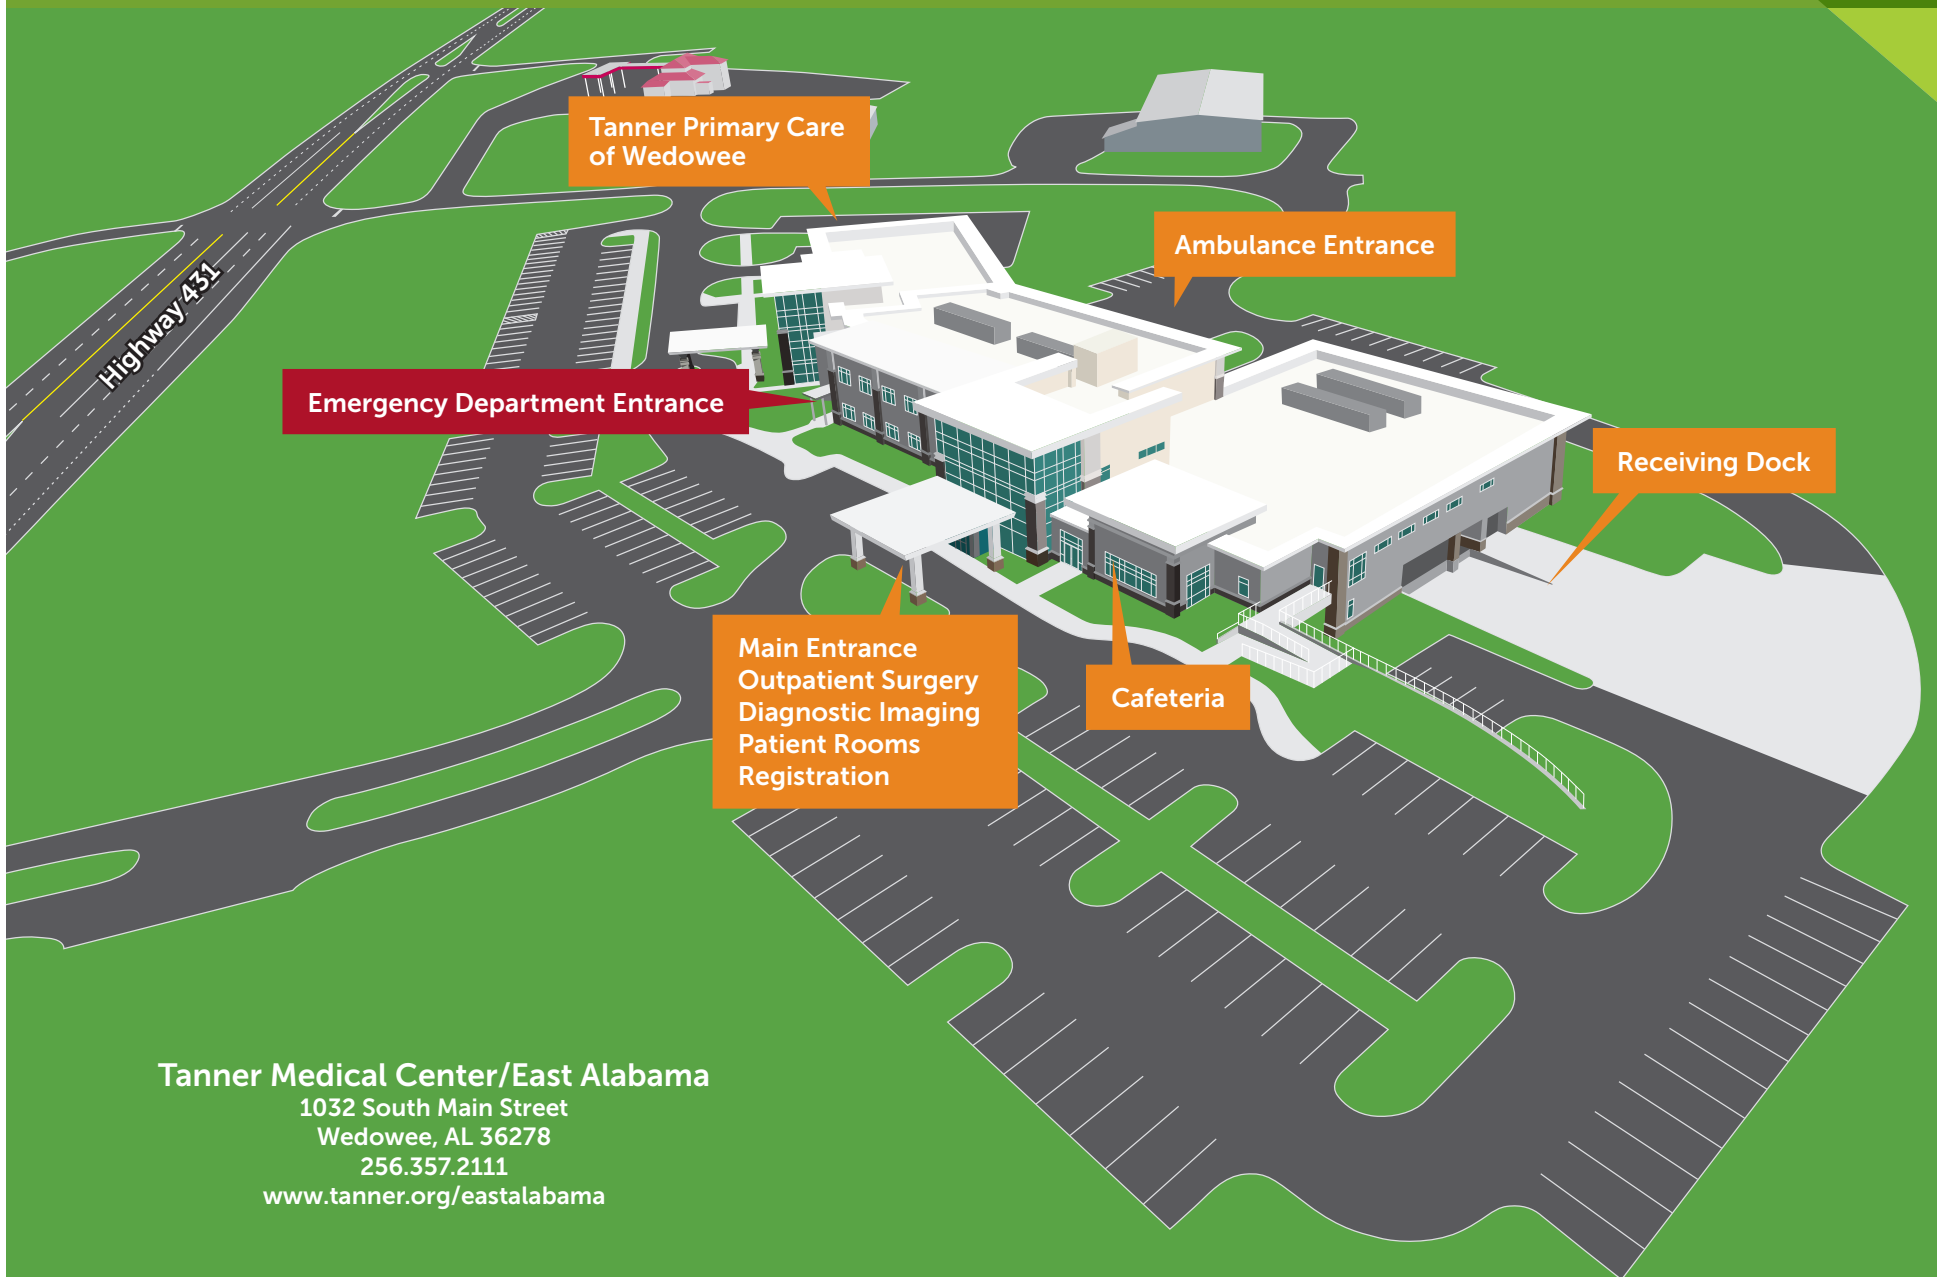 Tanner Primary Care
of Wedowee
Ambulance Entrance
Highway 431
Emergency Department Entrance
Receiving Dock
Main Entrance
Outpatient Surgery
Diagnostic Imaging
Patient Rooms
Registration
Cafeteria
Tanner Medical Center/East Alabama
1032 South Main Street
Wedowee, AL 36278
256.357.2111
www.tanner.org/eastalabama